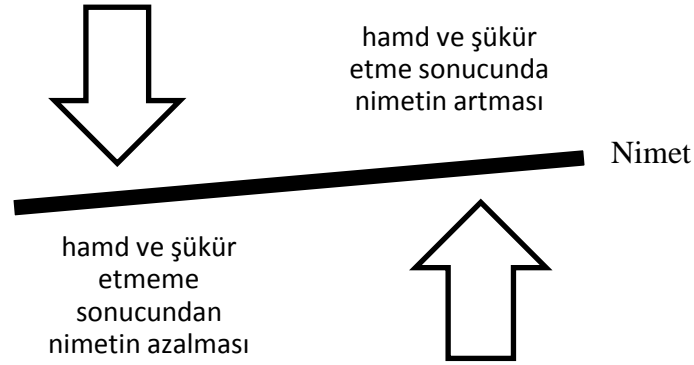 hamd ve şükür
etme sonucunda
nimetin artması
Nimet
hamd ve şükür
etmeme
sonucundan
nimetin azalması